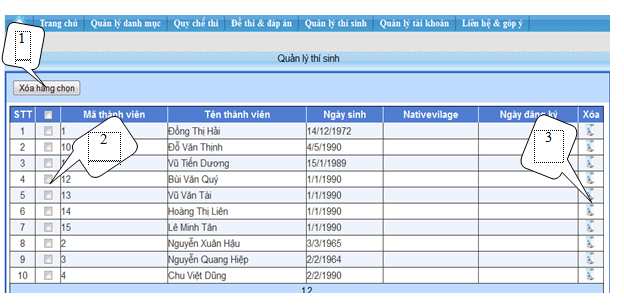 Trang chủ Quản lý danh mục Quy chế thi Đề thi & đáp án Quản lý thí sinh Quản lý tài khoản Liên hệ & góp ý
1
Quản lý thí sinh
Xóa hàng chọn
STT Mã thành viên Tên thành viên Ngày sinh Nativevilage Ngày đăng ký Xóa
1 1 Đồng Thị Hải 14/12/1972
2 10 Đỗ Văn Thịnh 4/5/1990
2
3
3 Vũ Tiến Dương 15/1/1989
4 12 Bùi Văn Quý 1/1/1990
5 13 Vũ Văn Tài 1/1/1990
6 14 Hoàng Thị Liên 1/1/1990
7 15 Lê Minh Tân 1/1/1990
8 2 Nguyễn Xuân Hậu 3/3/1965
9 3 Nguyễn Quang Hiệp 2/2/1964
10 4 Chu Việt Dũng 2/2/1990
12